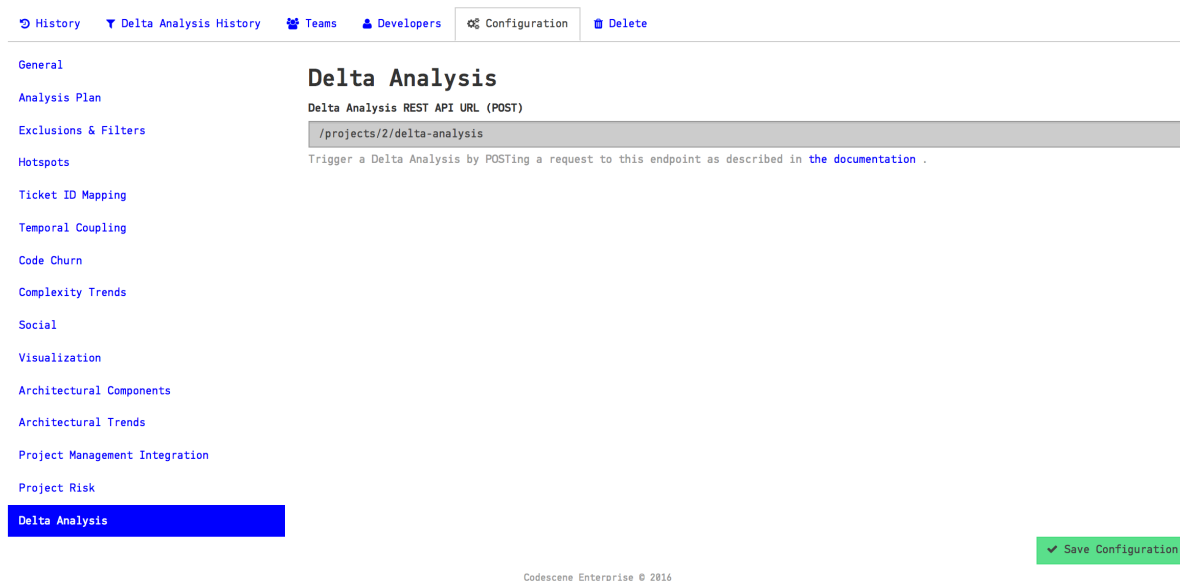 History Delta Analysis History Teams Developers Configuration Delete
General
Analysis Plan
Exclusions & Filters
Hotspots
Ticket ID Mapping
Temporal Coupling
Code Churn
Complexity Trends
Social
Visualization
Architectural Components
Architectural Trends
Project Management Integration
Project Risk
Delta Analysis
Delta Analysis
Delta Analysis REST API URL (POST)
/projects/2/delta-analysis
Trigger a Delta Analysis by POSTing a request to this endpoint as described in the documentation .
Save Configuration
Codescene Enterprise © 2016